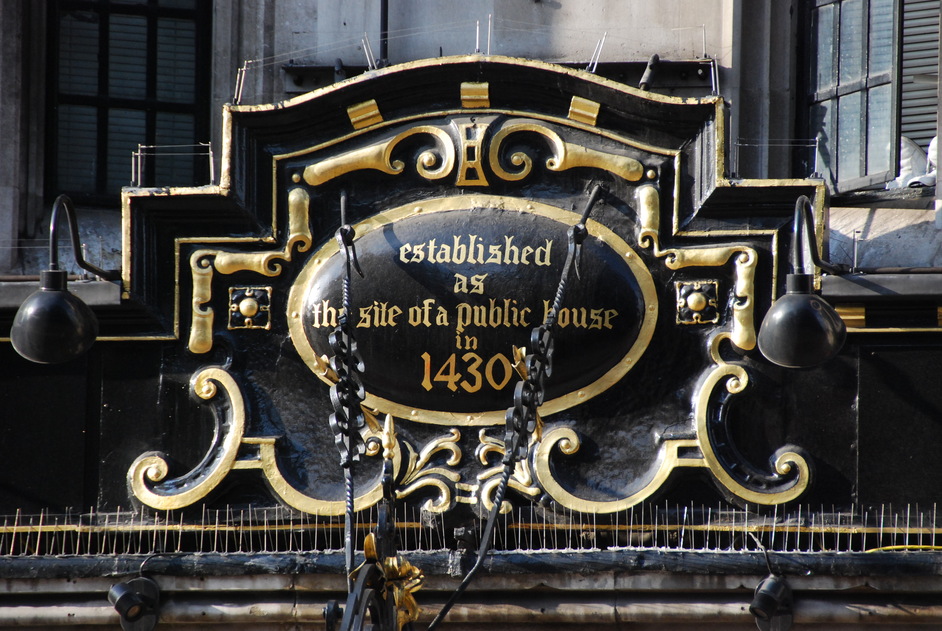 established
as
the site of a public house
in
1430